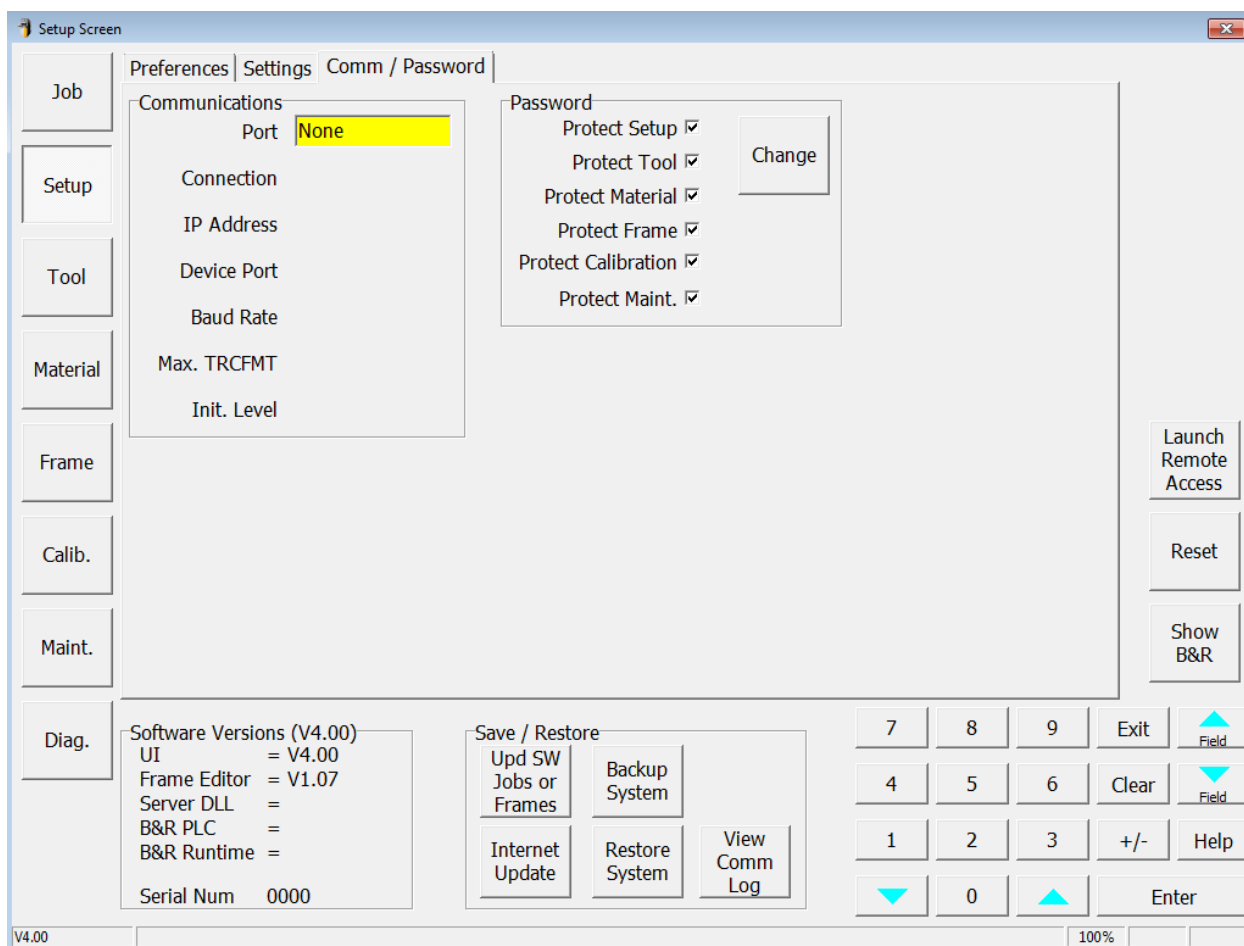 Setup Screen
Job
Setup
Tool
Material
Frame
Calib.
Maint.
Diag.
Preferences Settings Comm / Password
Communications
Port None
Connection
IP Address
Device Port
Baud Rate
Max. TRCFMT
Init. Level
Password
Protect Setup
Protect Tool
Protect Material
Protect Frame
Protect Calibration
Protect Maint.
Change
Launch
Remote
Access
Reset
Show
B&R
Software Versions (V4.00)
UI = V4.00
Frame Editor = V1.07
Server DLL =
B&R PLC =
B&R Runtime =
Serial Num 0000
Save / Restore
Upd SW
Jobs or
Frames
Backup
System
Internet
Update
Restore
System
View
Comm
Log
7 8 9 Exit Field
4 5 6 Clear Field
1 2 3 +/- Help
0 Enter
V4.00 100%